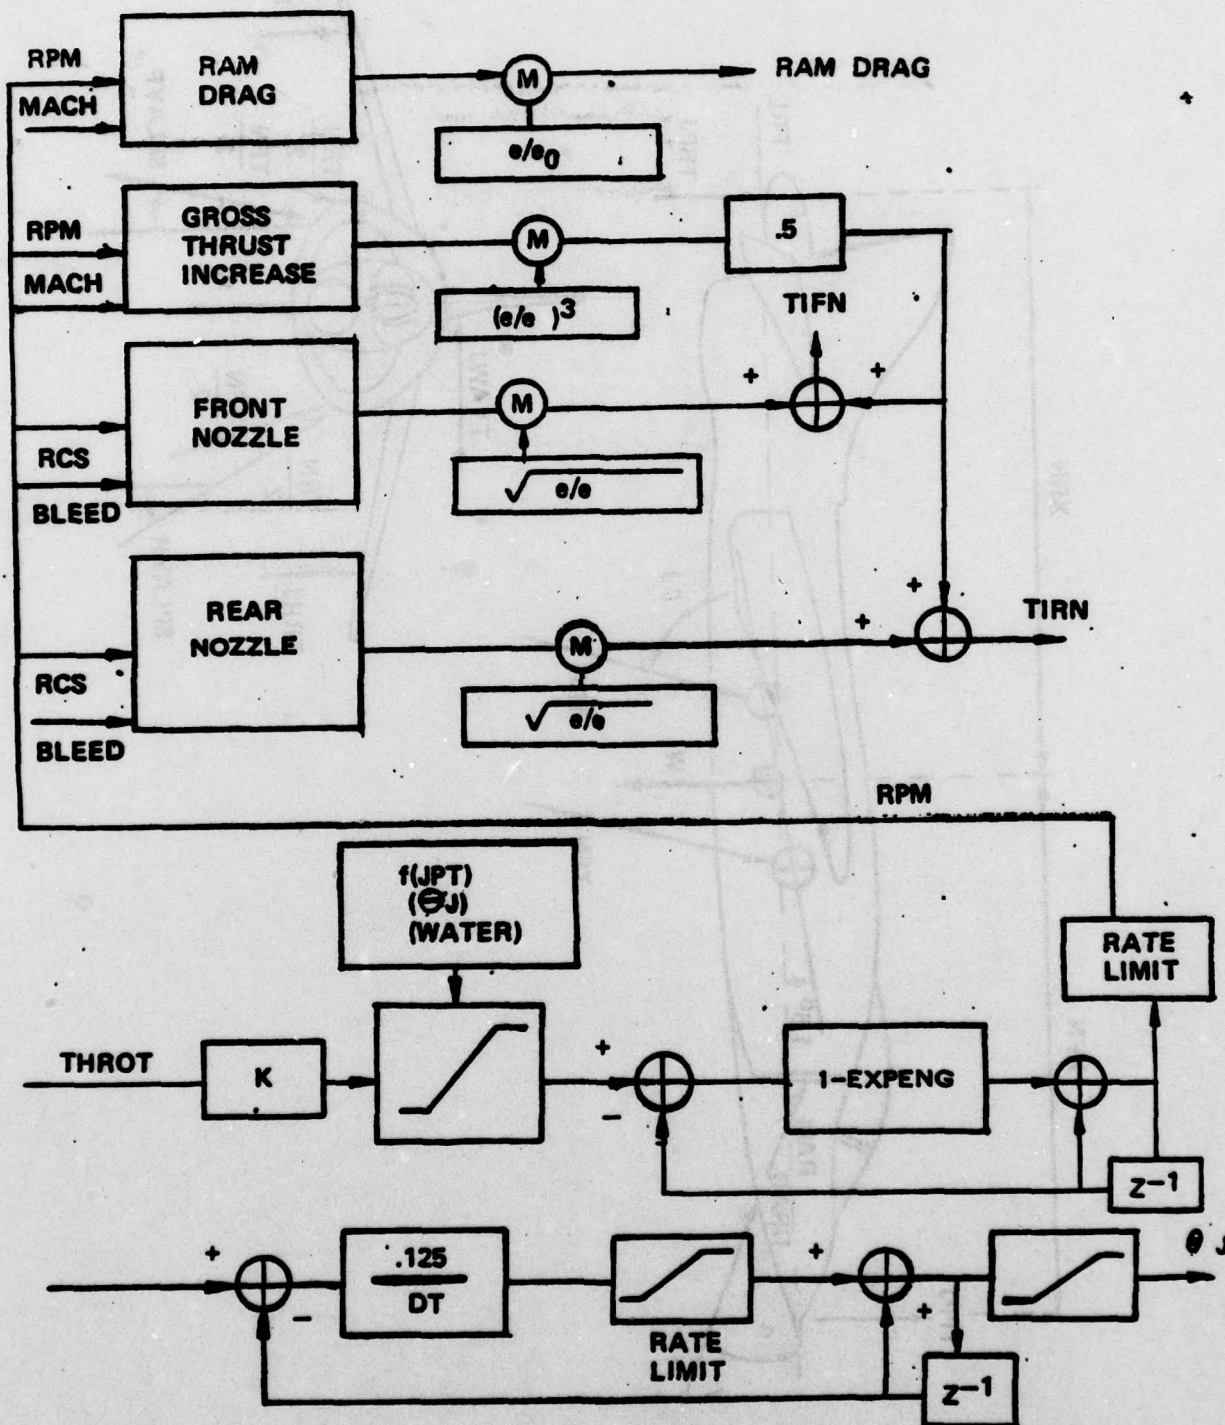 RPM
MACH
RAM
DRAG
M
RAM DRAG
e/e0
RPM
MACH
GROSS
THRUST
INCREASE
M
.5
(e/e )3
TIFN
FRONT
NOZZLE
M
+
+
RCS
BLEED
√ e/e
REAR
NOZZLE
M
+
+
TIRN
RCS
BLEED
√ e/e
RPM
f(JPT)
(ΘJ)
(WATER)
RATE
LIMIT
THROT
K
+
−
1-EXPENG
Z−1
+
−
.125
DT
RATE
LIMIT
+
+
θ J
Z−1